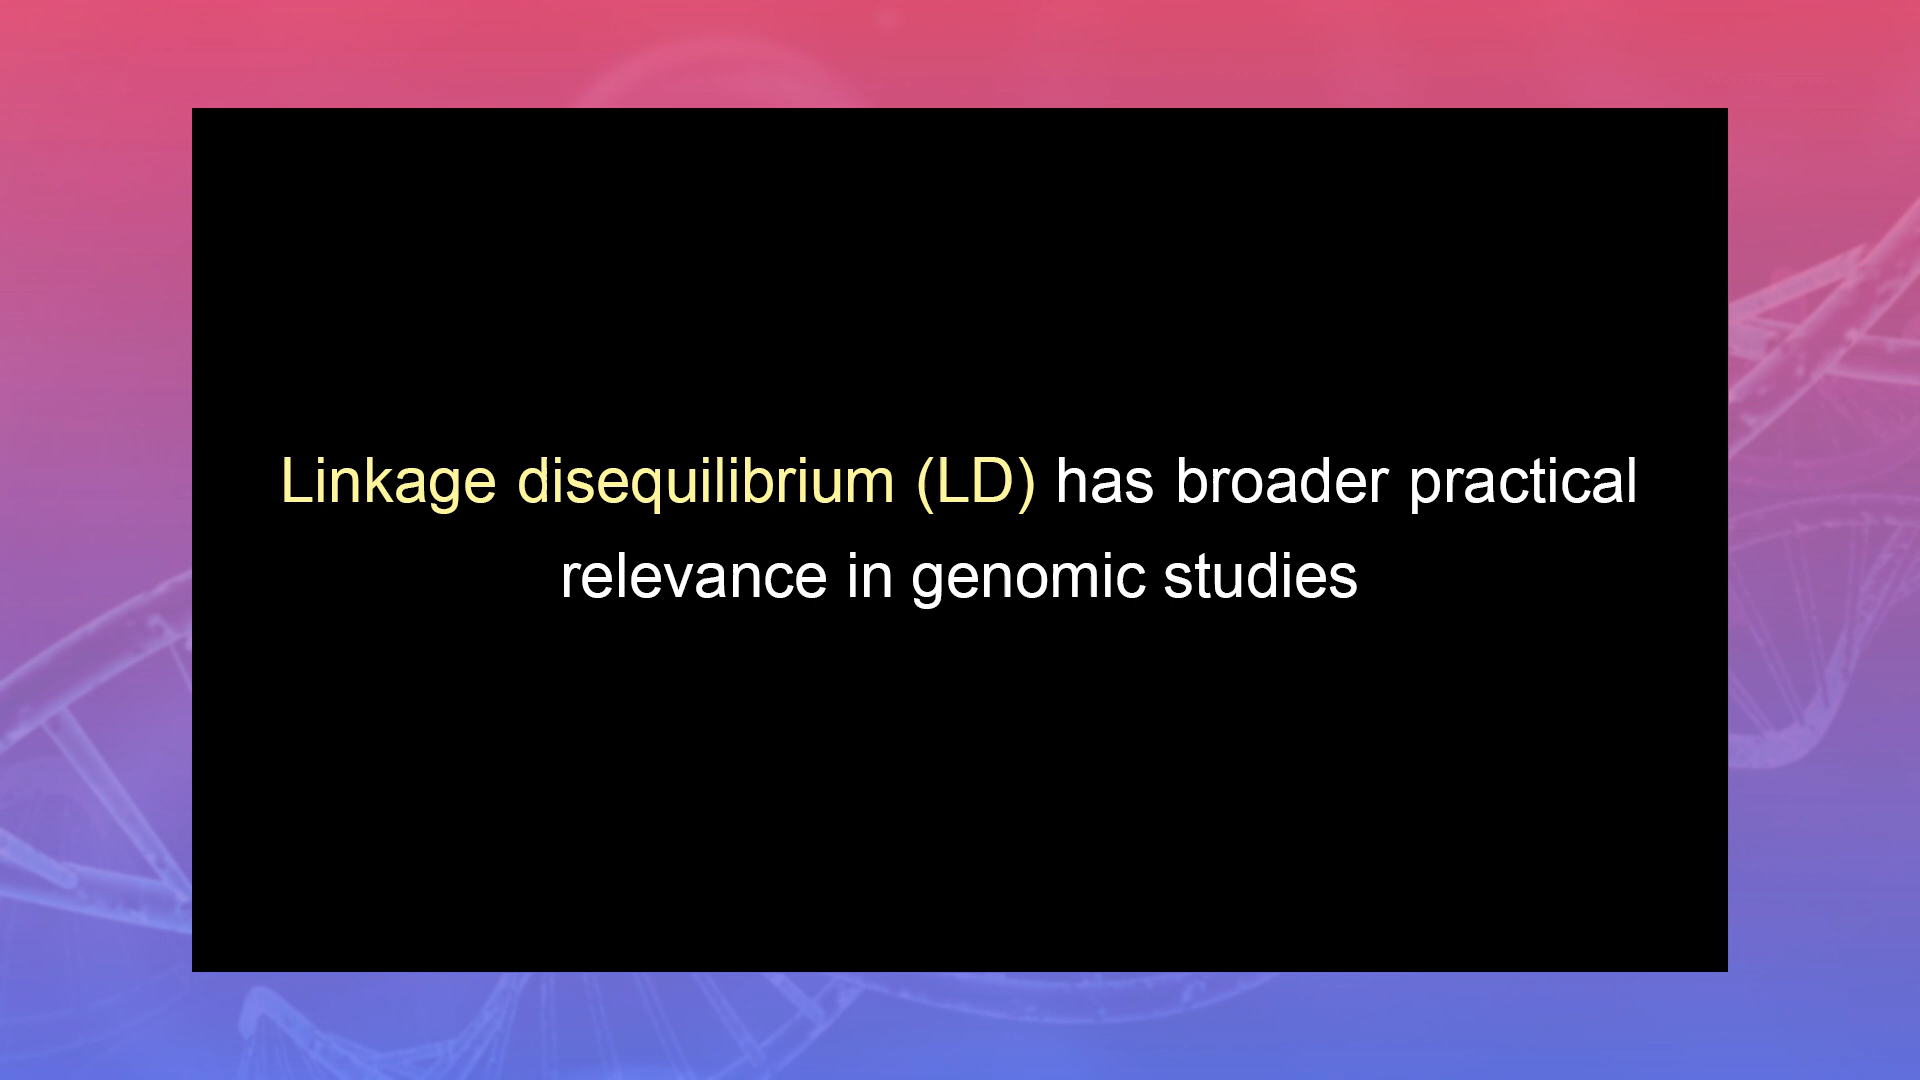 Linkage disequilibrium (LD) has broader practical
relevance in genomic studies